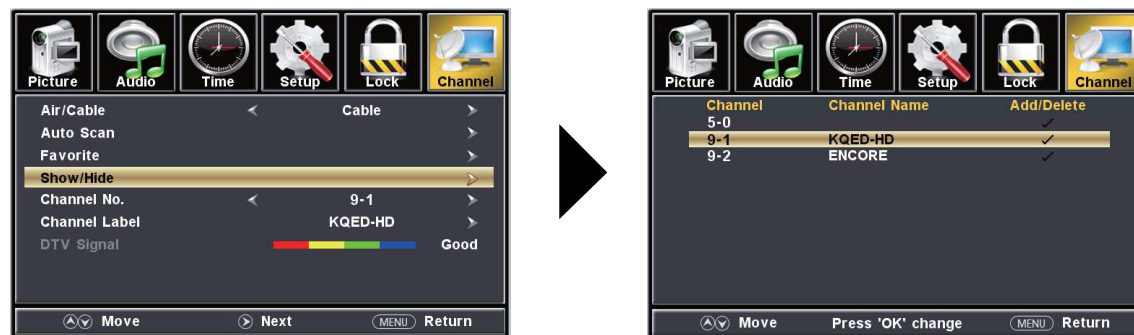 Picture Audio Time Setup Lock Channel
Air/Cable Cable
Auto Scan
Favorite
Show/Hide
Channel No. 9-1
Channel Label KQED-HD
DTV Signal Good
Move Next MENU Return
Picture Audio Time Setup Lock Channel
Channel Channel Name Add/Delete
5-0
9-1 KQED-HD
9-2 ENCORE
Move Press 'OK' change MENU Return